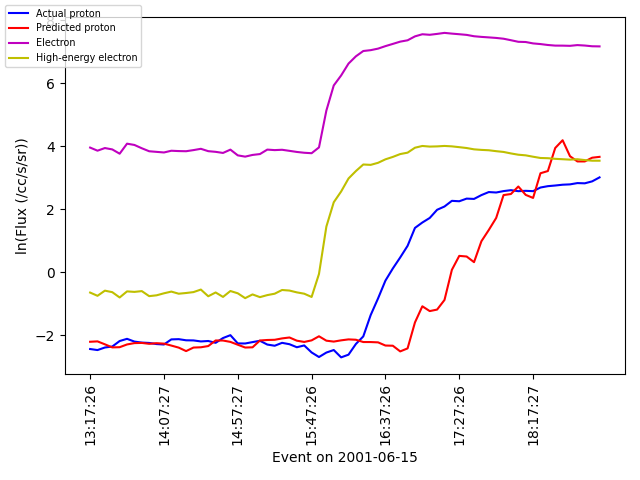 Actual proton
Predicted proton
Electron
High-energy electron
8
6
4
2
0
−2
ln(Flux (/cc/s/sr))
13:17:26
14:07:27
14:57:27
15:47:26
16:37:26
17:27:26
18:17:27
Event on 2001-06-15